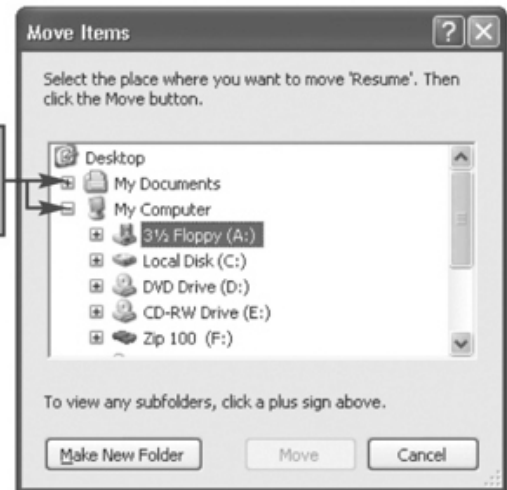 Move Items
Select the place where you want to move 'Resume'. Then
click the Move button.
Desktop
My Documents
My Computer
3½ Floppy (A:)
Local Disk (C:)
DVD Drive (D:)
CD-RW Drive (E:)
Zip 100 (F:)
To view any subfolders, click a plus sign above.
Make New Folder
Move
Cancel